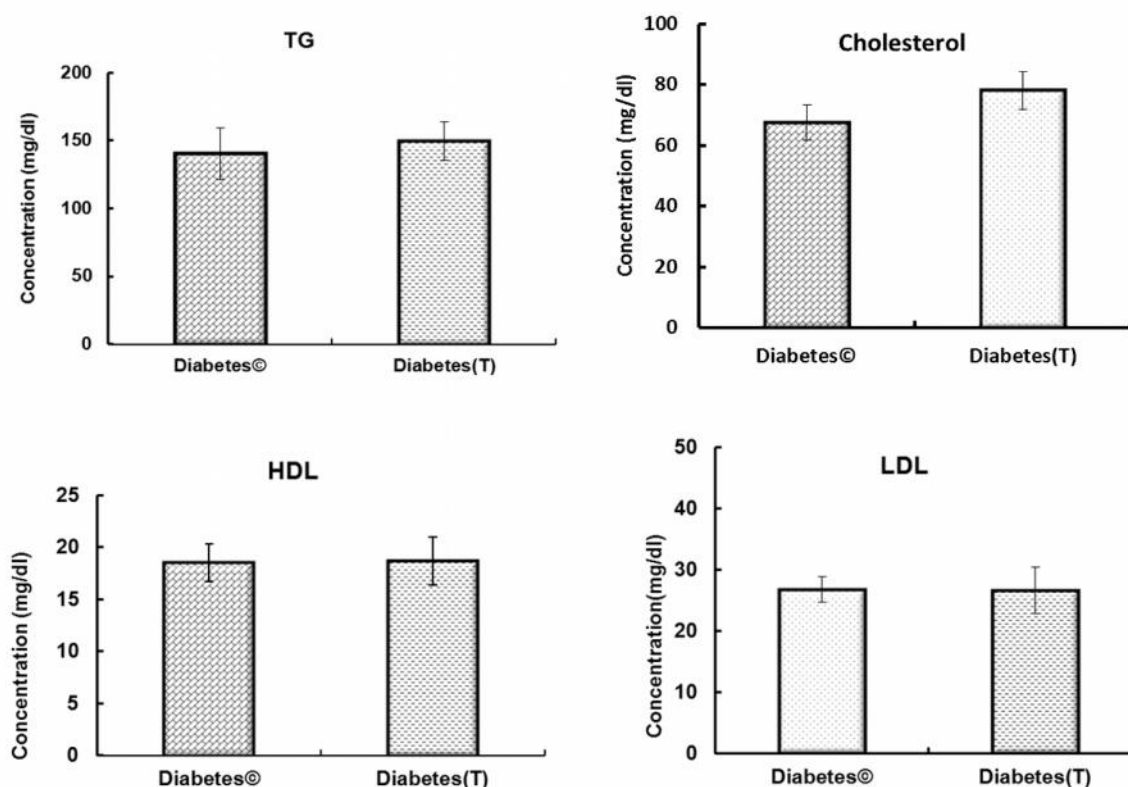 TG
Concentration (mg/dl)
200
150
100
50
0
Diabetes© Diabetes(T)
Cholesterol
Concentration (mg/dl)
100
80
60
40
20
0
Diabetes© Diabetes(T)
HDL
Concentration (mg/dl)
25
20
15
10
5
0
Diabetes© Diabetes(T)
LDL
Concentration(mg/dl)
50
40
30
20
10
0
Diabetes© Diabetes(T)